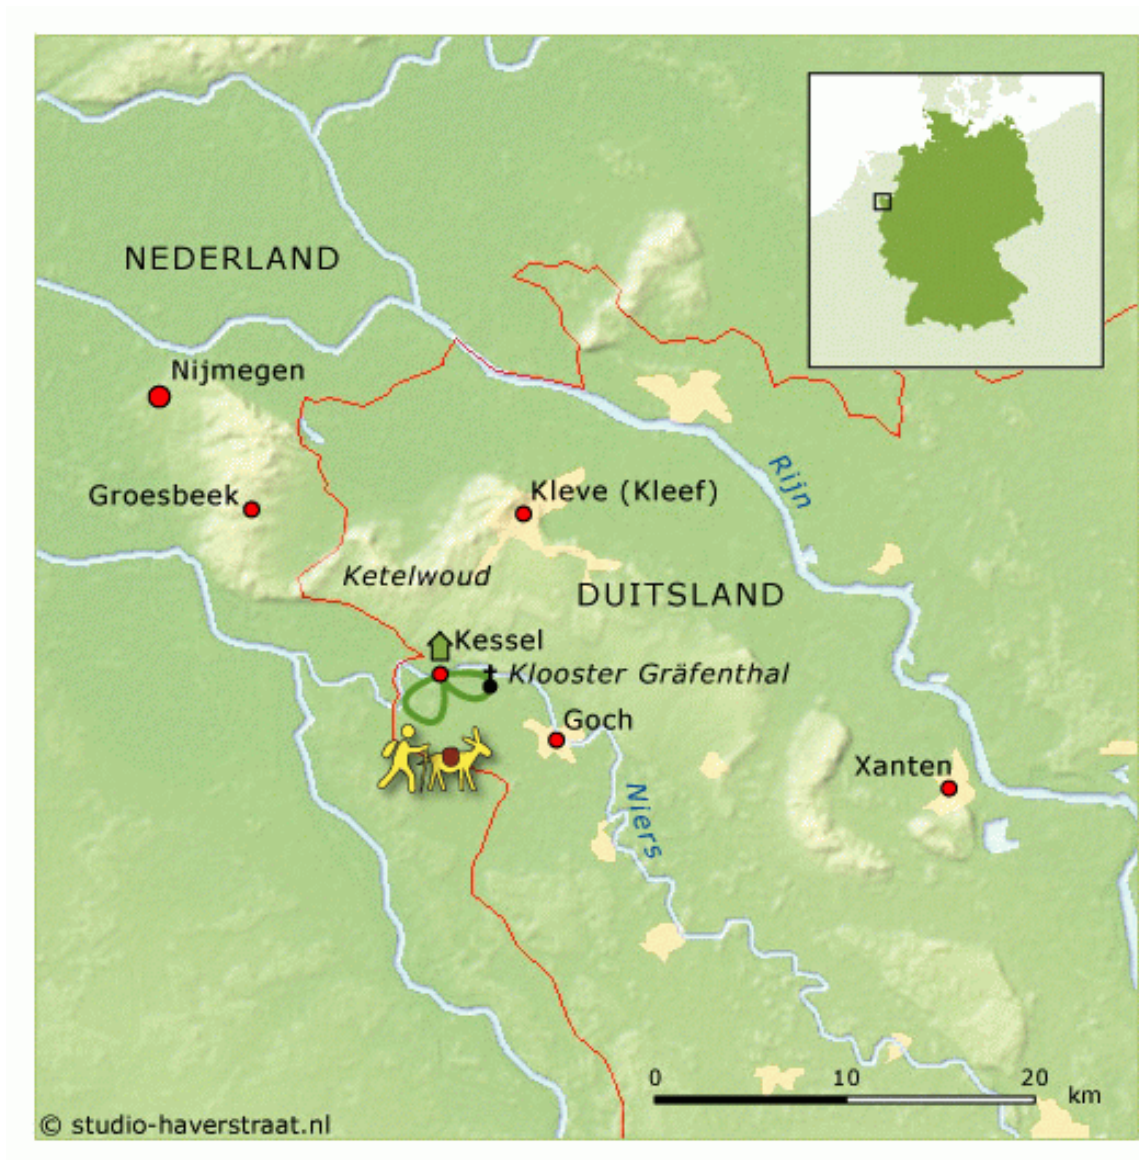 NEDERLAND
Nijmegen
Rijn
Groesbeek
Kleve (Kleef)
Ketelwoud
DUITSLAND
Kessel
Klooster Gräfenthal
Goch
Xanten
Niers
0 10 20
km
© studio-haverstraat.nl